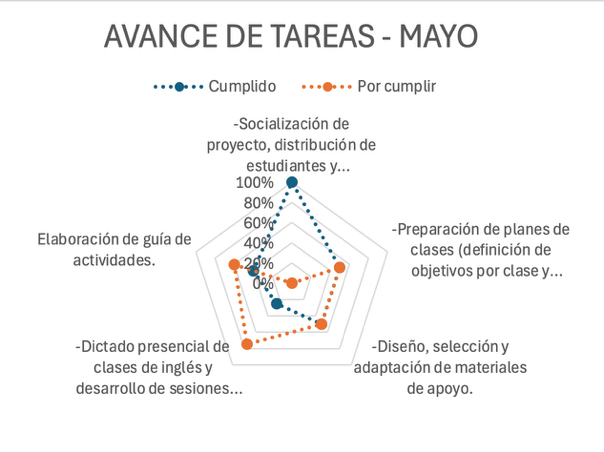 AVANCE DE TAREAS - MAYO
Cumplido
Por cumplir
-Socialización de
proyecto, distribución de
estudiantes y...
100%
80%
60%
40%
20%
0%
-Preparación de planes de
clases (definición de
objetivos por clase y...
-Diseño, selección y
adaptación de materiales
de apoyo.
-Dictado presencial de
clases de inglés y
desarrollo de sesiones...
Elaboración de guía de
actividades.